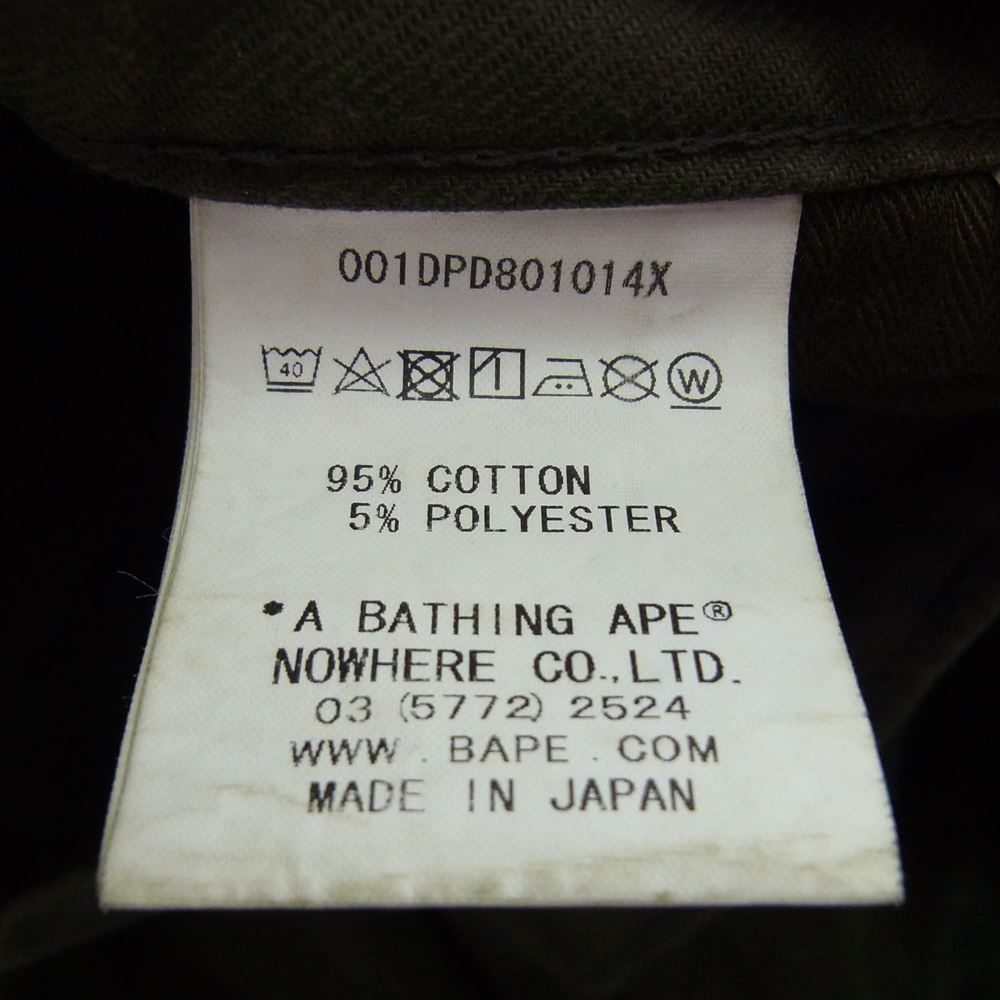 001DPD801014X
40 W
95% COTTON
5% POLYESTER
*A BATHING APE®
NOWHERE CO.,LTD.
03 (5772) 2524
WWW.BAPE.COM
MADE IN JAPAN